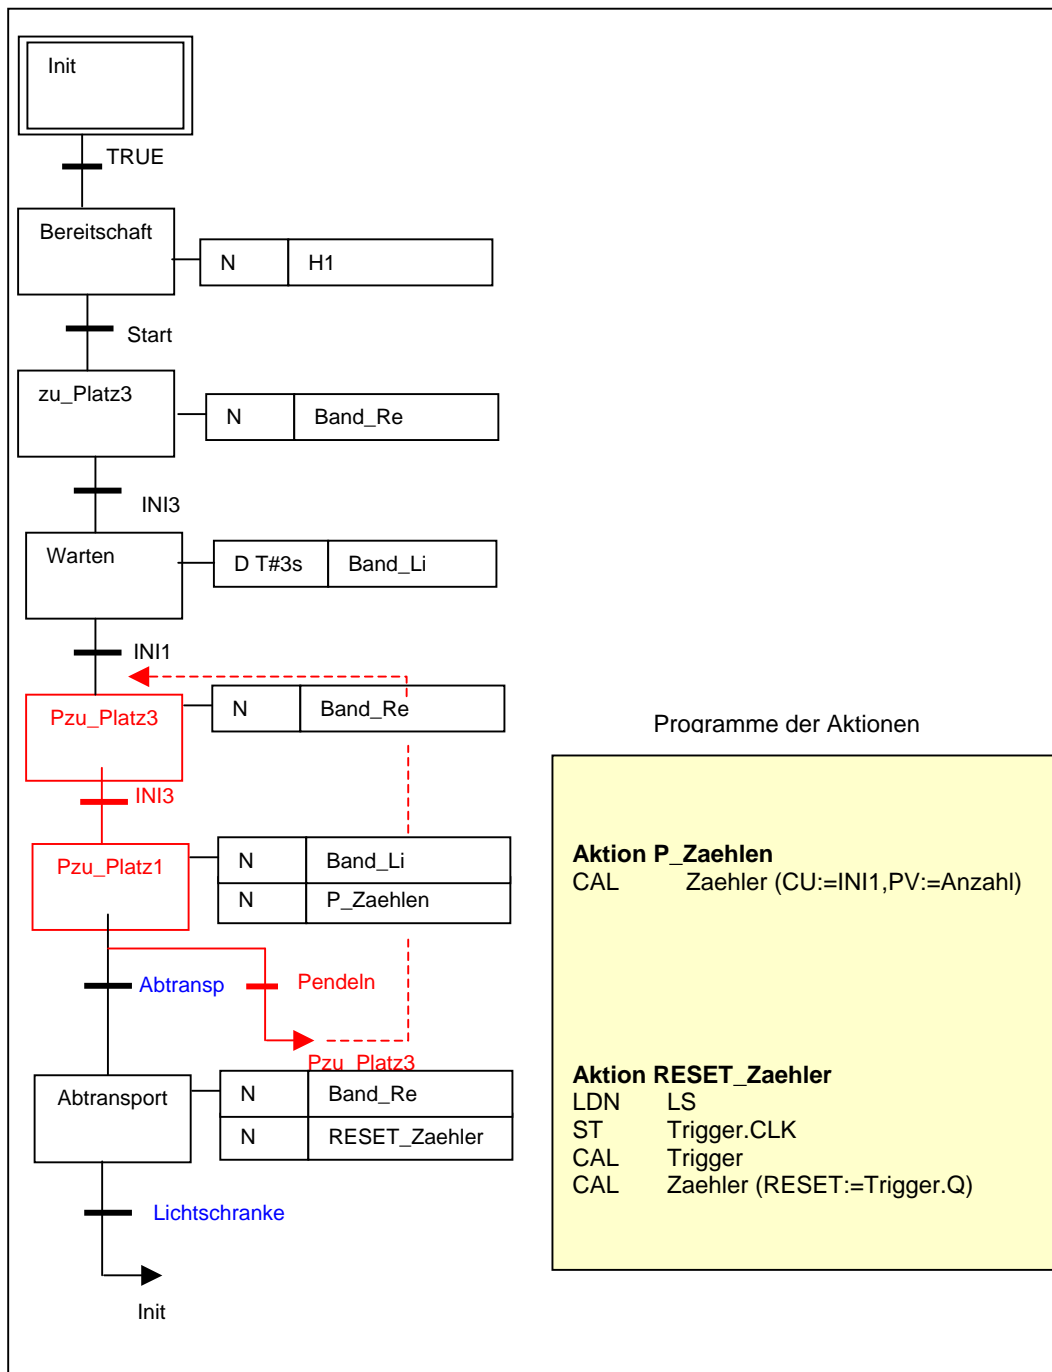 Init
TRUE
Bereitschaft
N H1
Start
zu_Platz3
N Band_Re
INI3
Warten
D T#3s Band_Li
INI1
Pzu_Platz3
N Band_Re
INI3
Pzu_Platz1
N Band_Li
N P_Zaehlen
Abtransp
Pendeln
Pzu_Platz3
Abtransport
N Band_Re
N RESET_Zaehler
Lichtschranke
Init
Programme der Aktionen
Aktion P_Zaehlen
CAL Zaehler (CU:=INI1,PV:=Anzahl)
Aktion RESET_Zaehler
LDN LS
ST Trigger.CLK
CAL Trigger
CAL Zaehler (RESET:=Trigger.Q)